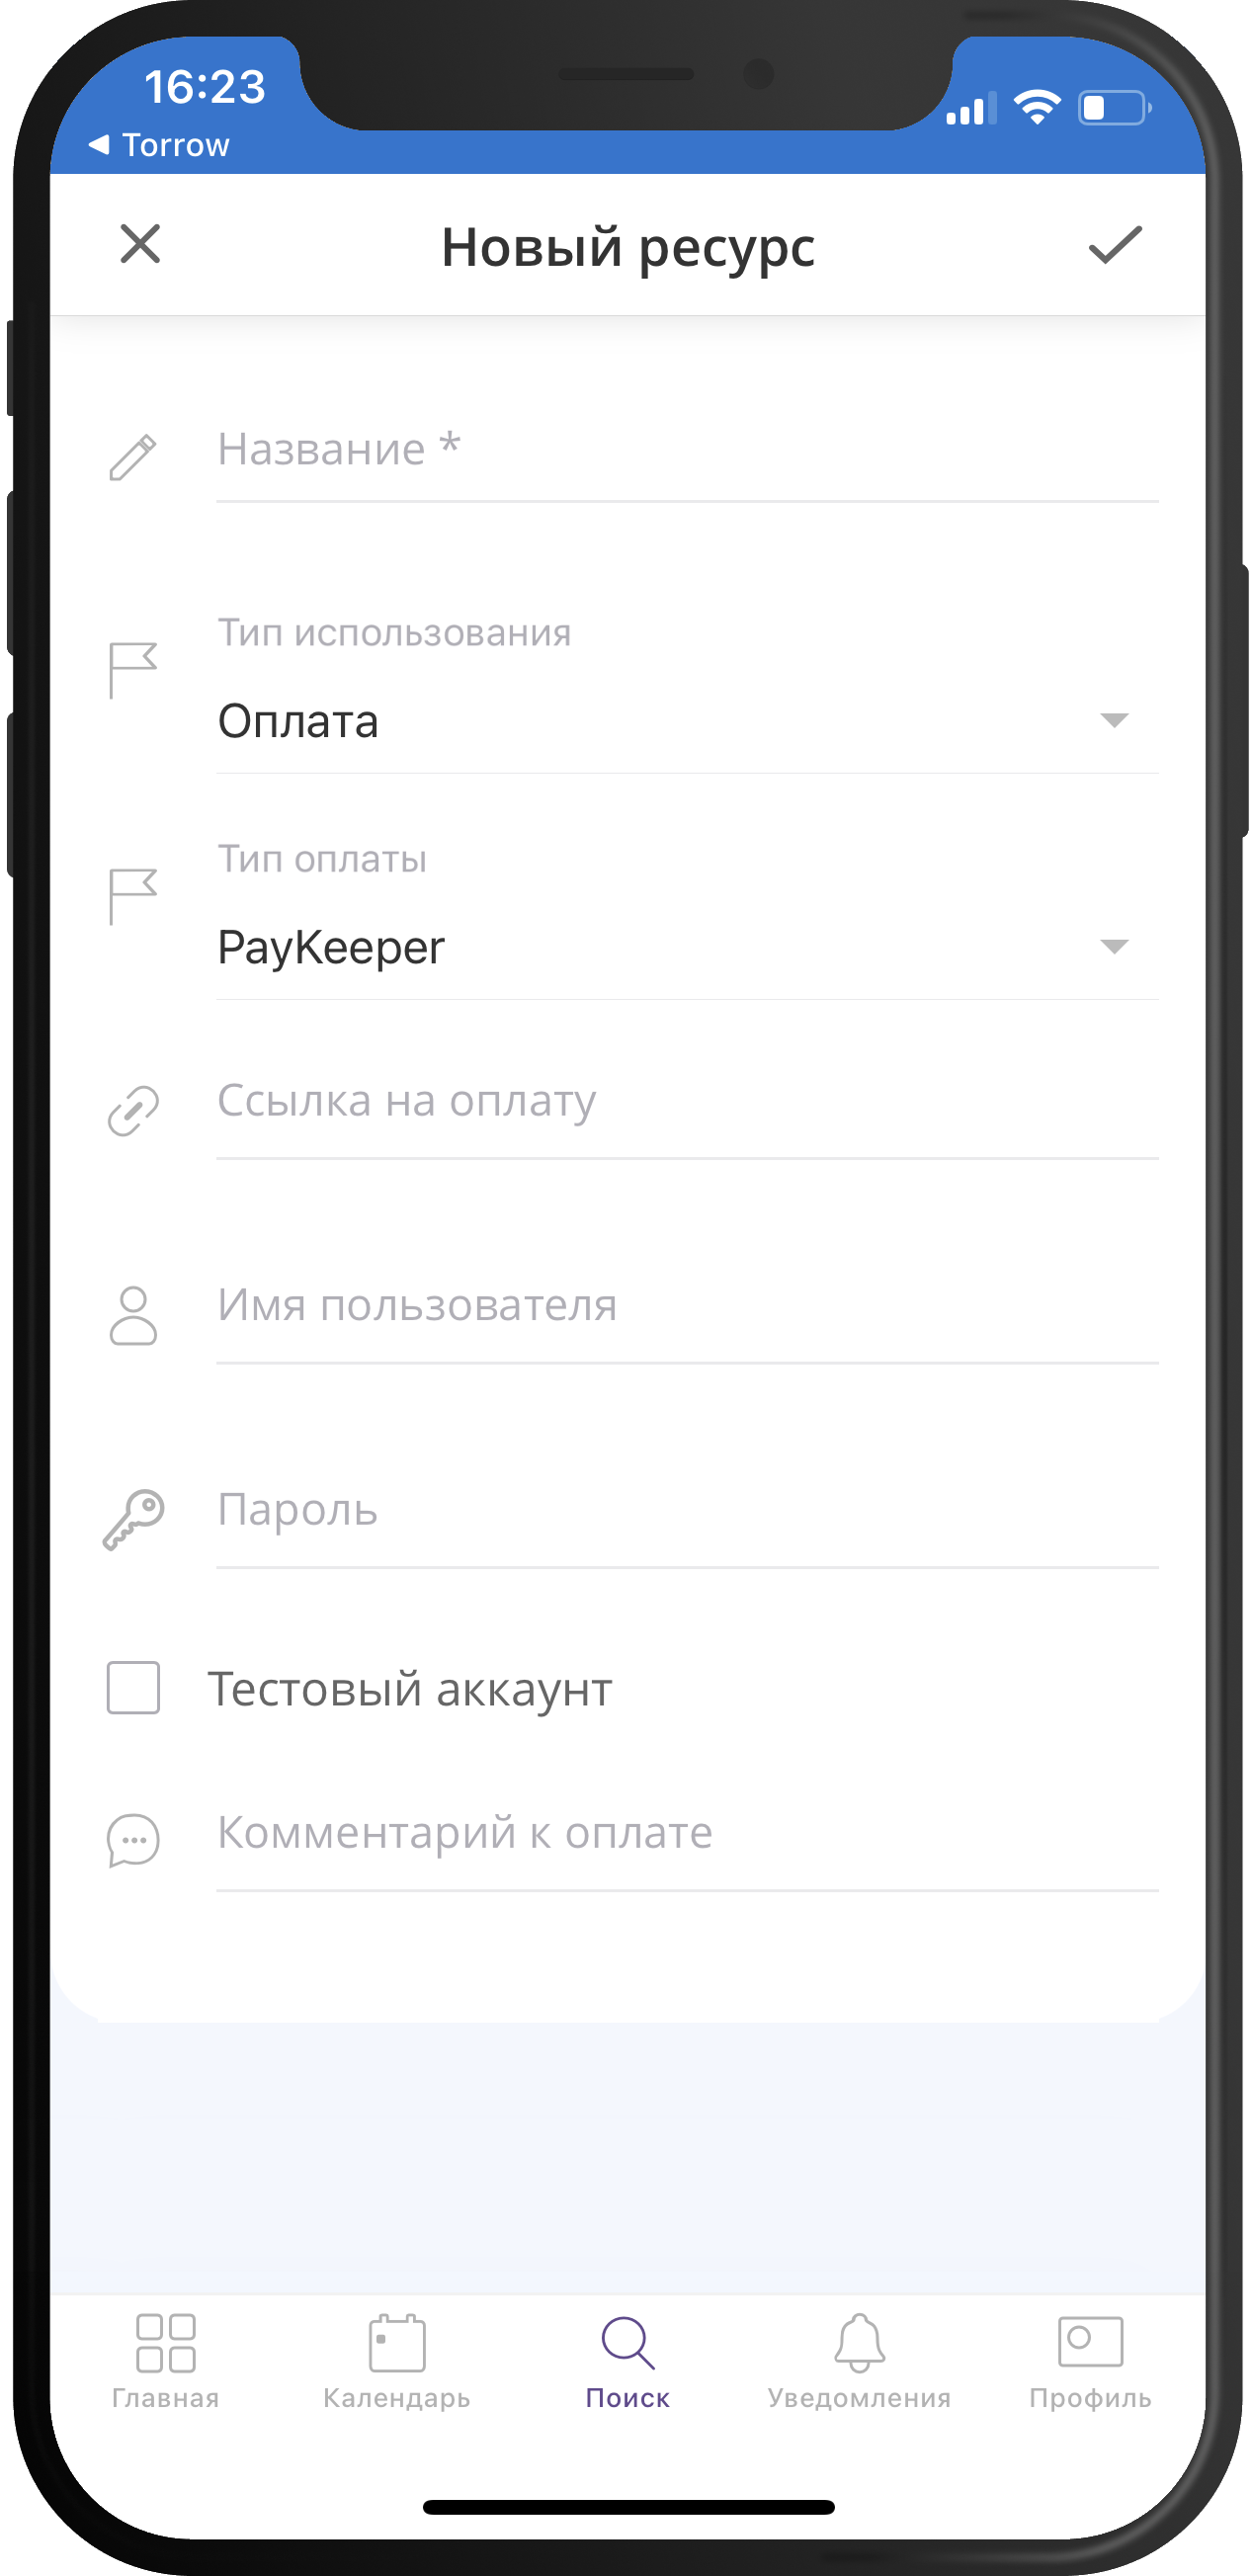 16:23
◀ Torrow
Новый ресурс
Название *
Тип использования
Оплата
Тип оплаты
PayKeeper
Ссылка на оплату
Имя пользователя
Пароль
Тестовый аккаунт
Комментарий к оплате
Главная
Календарь
Поиск
Уведомления
Профиль